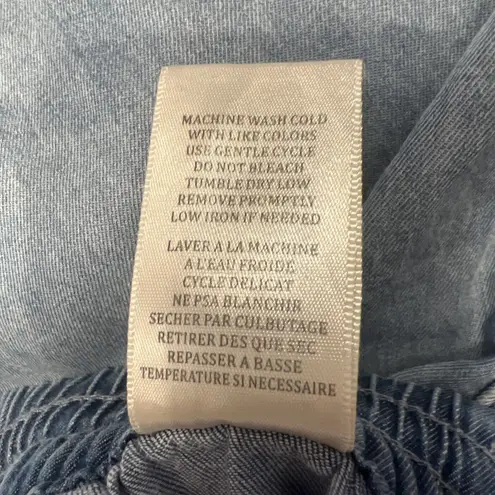 MACHINE WASH COLD
WITH LIKE COLORS
USE GENTLE CYCLE
DO NOT BLEACH
TUMBLE DRY LOW
REMOVE PROMPTLY
LOW IRON IF NEEDED
LAVER A LA MACHINE
A L'EAU FROIDE
CYCLE DELICAT
NE PSA BLANCHIR
SECHER PAR CULBUTAGE
RETIRER DES QUE SEC
REPASSER A BASSE
TEMPERATURE SI NECESSAIRE